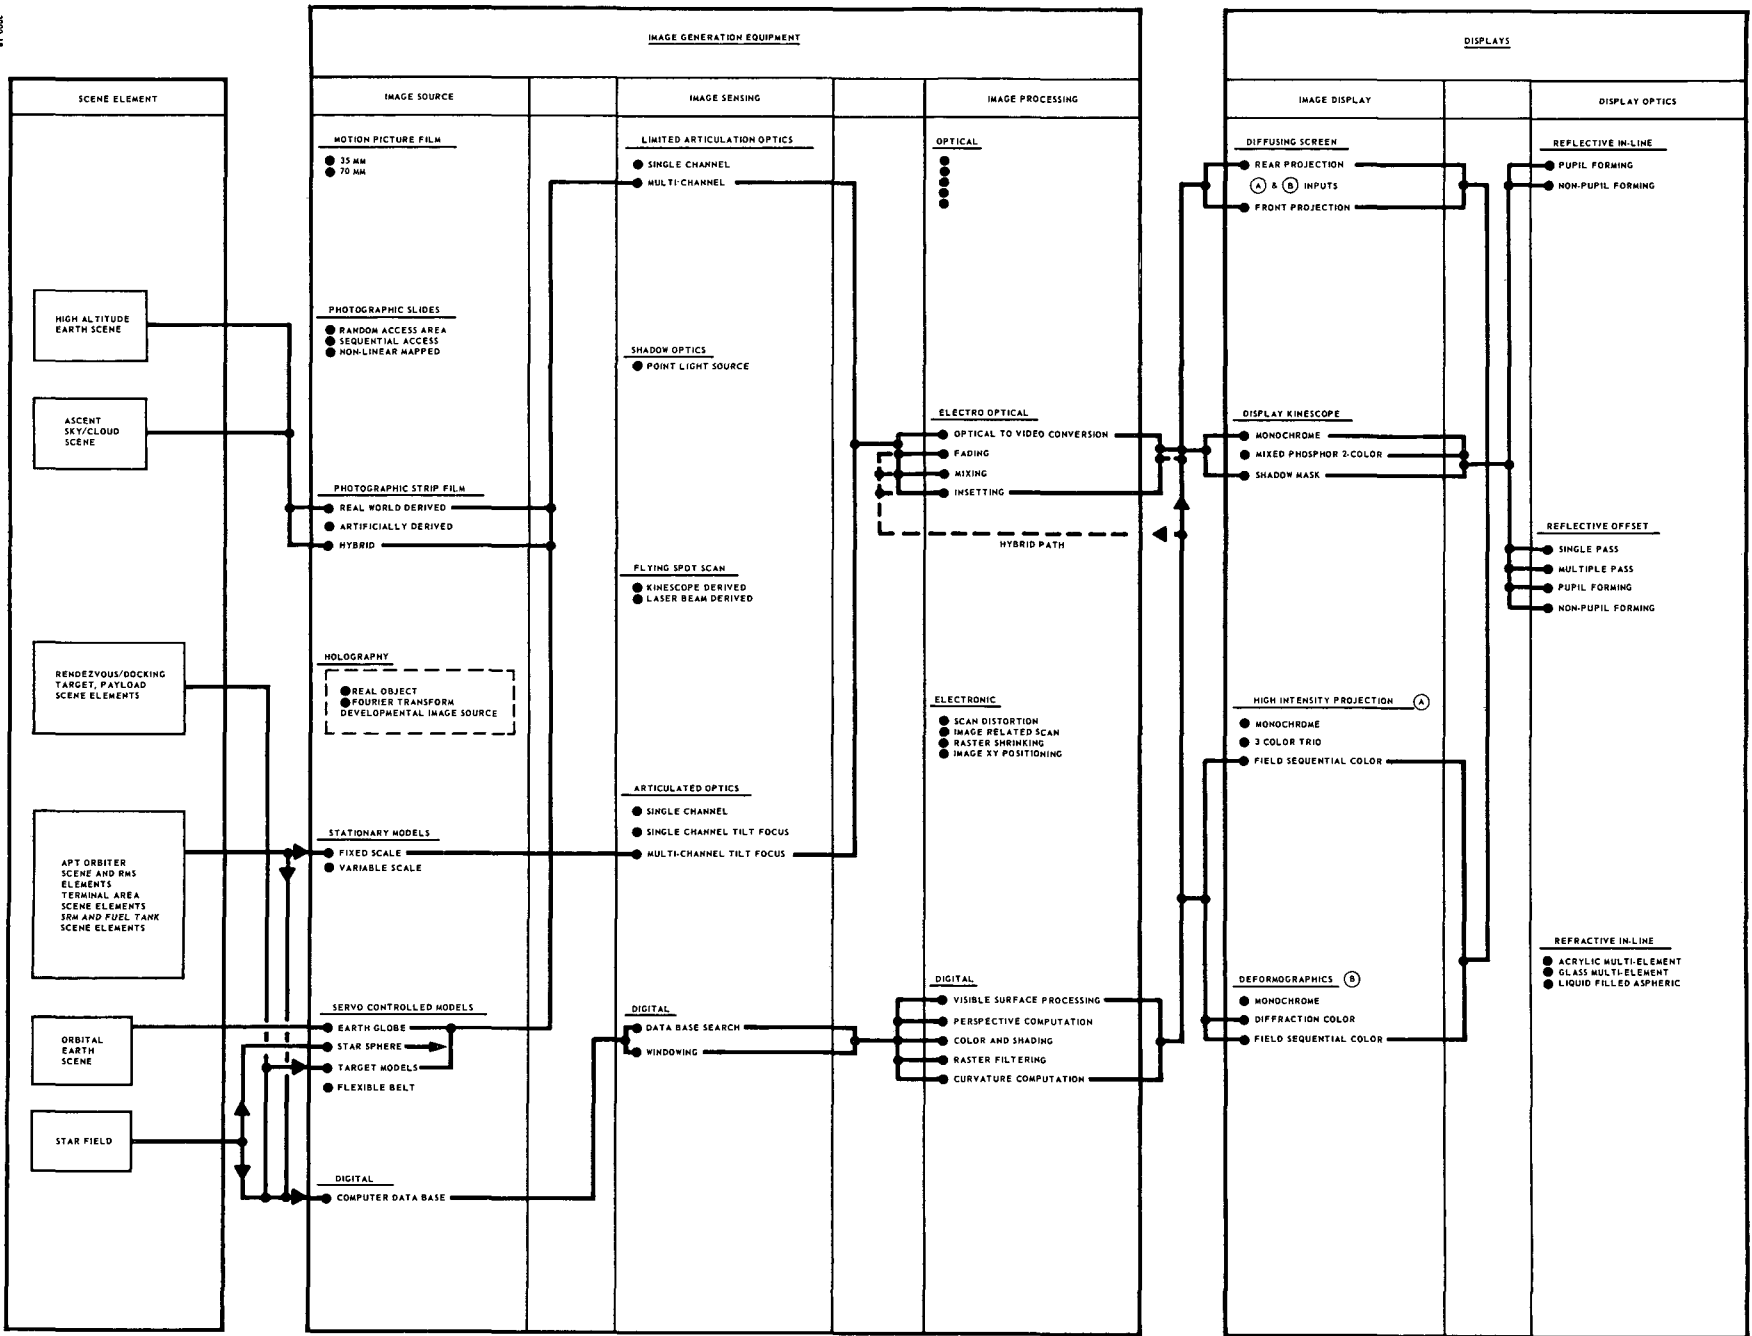 IMAGE GENERATION EQUIPMENT
DISPLAYS
SCENE ELEMENT
IMAGE SOURCE
IMAGE SENSING
IMAGE PROCESSING
IMAGE DISPLAY
DISPLAY OPTICS
HIGH ALTITUDE
EARTH SCENE
ASCENT
SKY/CLOUD
SCENE
RENDEZVOUS/DOCKING
TARGET, PAYLOAD
SCENE ELEMENTS
APT ORBITER
SCENE AND RMS
ELEMENTS
TERMINAL AREA
SCENE ELEMENTS
SRM AND FUEL TANK
SCENE ELEMENTS
ORBITAL
EARTH
SCENE
STAR FIELD
MOTION PICTURE FILM
35 MM
70 MM
PHOTOGRAPHIC SLIDES
RANDOM ACCESS AREA
SEQUENTIAL ACCESS
NON-LINEAR MAPPED
PHOTOGRAPHIC STRIP FILM
REAL WORLD DERIVED
ARTIFICIALLY DERIVED
HYBRID
HOLOGRAPHY
REAL OBJECT
FOURIER TRANSFORM
DEVELOPMENTAL IMAGE SOURCE
STATIONARY MODELS
FIXED SCALE
VARIABLE SCALE
SERVO CONTROLLED MODELS
EARTH GLOBE
STAR SPHERE
TARGET MODELS
FLEXIBLE BELT
DIGITAL
COMPUTER DATA BASE
LIMITED ARTICULATION OPTICS
SINGLE CHANNEL
MULTI-CHANNEL
SHADOW OPTICS
POINT LIGHT SOURCE
FLYING SPOT SCAN
KINESCOPE DERIVED
LASER BEAM DERIVED
ARTICULATED OPTICS
SINGLE CHANNEL
SINGLE CHANNEL TILT FOCUS
MULTI-CHANNEL TILT FOCUS
DIGITAL
DATA BASE SEARCH
WINDOWING
OPTICAL
ELECTRO OPTICAL
OPTICAL TO VIDEO CONVERSION
FADING
MIXING
INSETTING
HYBRID PATH
ELECTRONIC
SCAN DISTORTION
IMAGE RELATED SCAN
RASTER SHRINKING
IMAGE XY POSITIONING
DIGITAL
VISIBLE SURFACE PROCESSING
PERSPECTIVE COMPUTATION
COLOR AND SHADING
RASTER FILTERING
CURVATURE COMPUTATION
DIFFUSING SCREEN
REAR PROJECTION
A & B INPUTS
FRONT PROJECTION
DISPLAY KINESCOPE
MONOCHROME
MIXED PHOSPHOR 2-COLOR
SHADOW MASK
HIGH INTENSITY PROJECTION A
MONOCHROME
3 COLOR TRIO
FIELD SEQUENTIAL COLOR
DEFORMOGRAPHICS B
MONOCHROME
DIFFRACTION COLOR
FIELD SEQUENTIAL COLOR
REFLECTIVE IN-LINE
PUPIL FORMING
NON-PUPIL FORMING
REFLECTIVE OFFSET
SINGLE PASS
MULTIPLE PASS
PUPIL FORMING
NON-PUPIL FORMING
REFRACTIVE IN-LINE
ACRYLIC MULTI-ELEMENT
GLASS MULTI-ELEMENT
LIQUID FILLED ASPHERIC